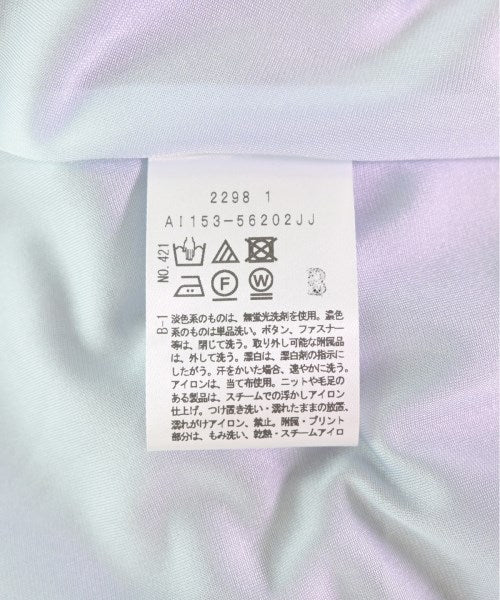 2298 1
AI153-56202JJ
NO.421
F W B
B-1
淡色系のものは、無蛍光洗剤を使用。濃色
系のものは単品洗い。ボタン、ファスナー
等は、閉じて洗う。取り外し可能な附属品
は、外して洗う。漂白は、漂白剤の指示に
したがう。汗をかいた場合、速やかに洗う。
アイロンは、当て布使用。ニットや毛足の
ある製品は、スチームでの浮かしアイロン
仕上げ。つけ置き洗い・濡れたままの放置、
濡れがけアイロン、禁止。附属・プリント
部分は、もみ洗い、乾熱・スチームアイロ